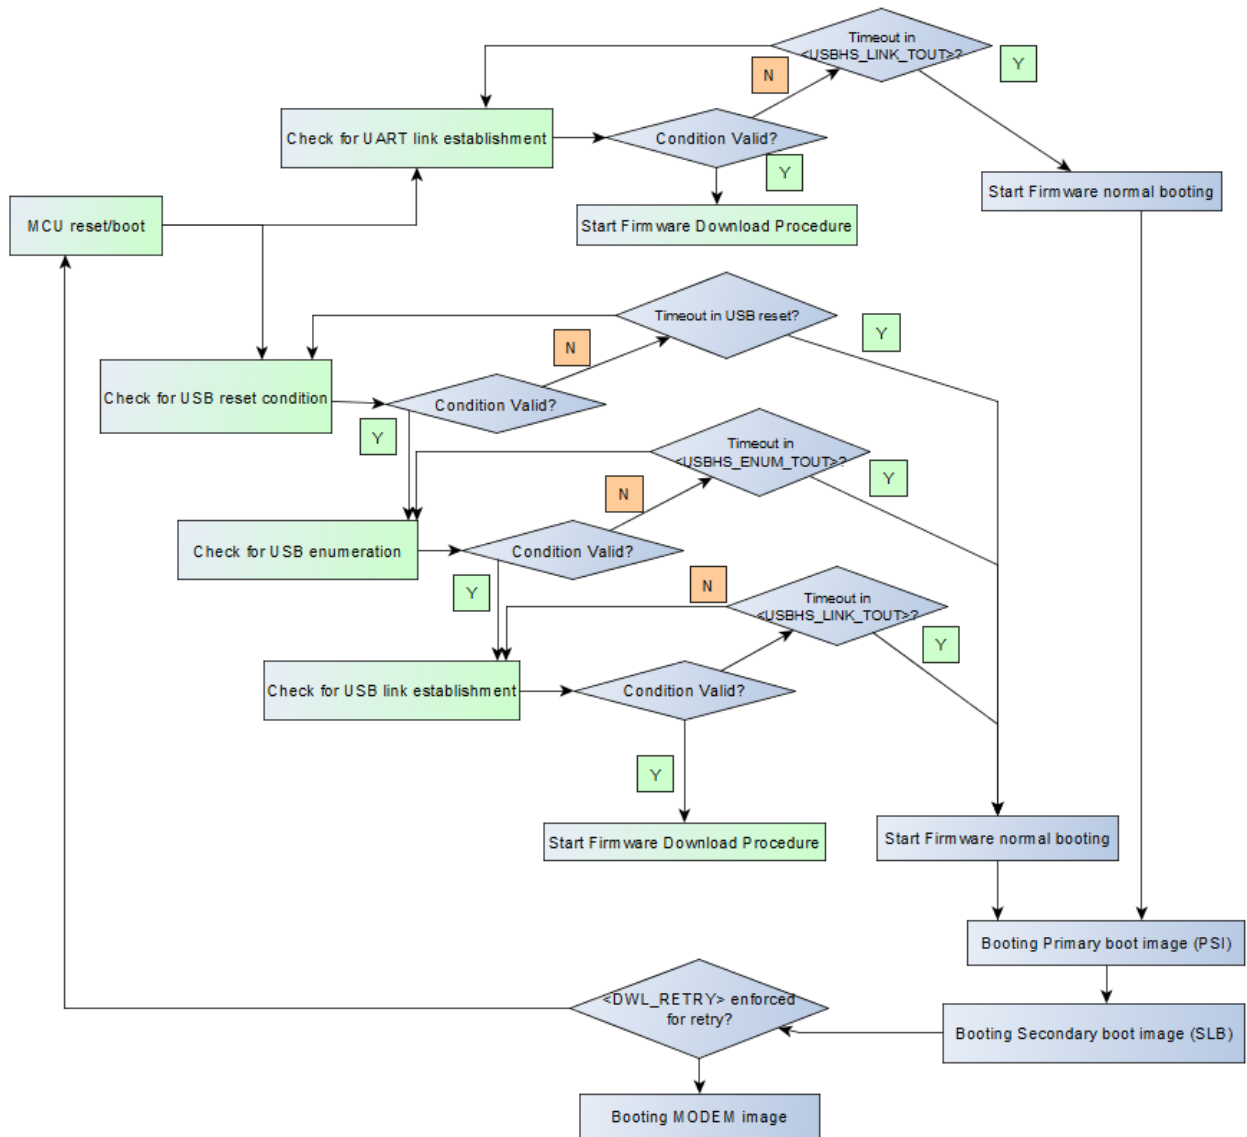 Timeout in
<USBHS_LINK_TOUT>?
Y
N
Check for UART link establishment
Condition Valid?
Y
Start Firmware normal booting
MCU reset/boot
Start Firmware Download Procedure
Timeout in USB reset?
Y
N
Check for USB reset condition
Condition Valid?
Y
Timeout in
<USBHS_ENUM_TOUT>?
Y
N
Check for USB enumeration
Condition Valid?
Y
N
Timeout in
<USBHS_LINK_TOUT>?
Y
Check for USB link establishment
Condition Valid?
Y
Start Firmware Download Procedure
Start Firmware normal booting
Booting Primary boot image (PSI)
<DWL_RETRY> enforced
for retry?
Booting Secondary boot image (SLB)
Booting MODEM image